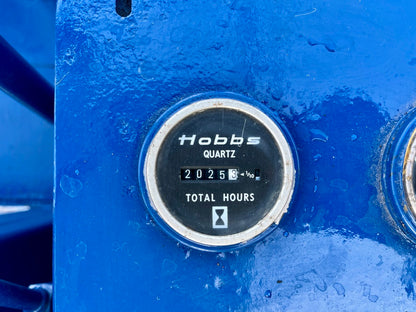 Hobbs
QUARTZ
20253 1/10
TOTAL HOURS